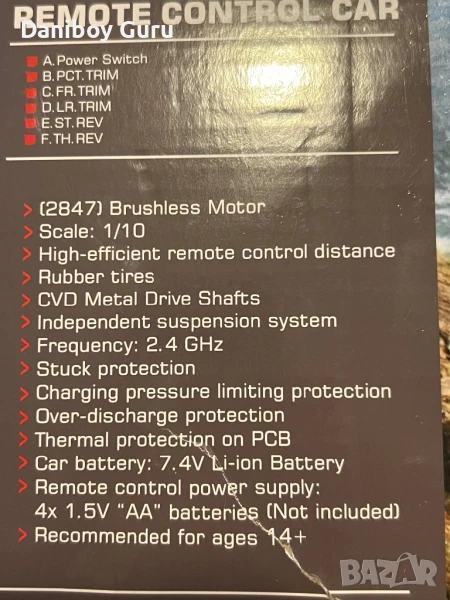 REMOTE CONTROL CAR
Daniboy Guru
A. Power Switch
B. PCT. TRIM
C. FR. TRIM
D. LR. TRIM
E. ST. REV
F. TH. REV
> (2847) Brushless Motor
> Scale: 1/10
> High-efficient remote control distance
> Rubber tires
> CVD Metal Drive Shafts
> Independent suspension system
> Frequency: 2.4 GHz
> Stuck protection
> Charging pressure limiting protection
> Over-discharge protection
> Thermal protection on PCB
> Car battery: 7.4V Li-ion Battery
> Remote control power supply:
4x 1.5V “AA” batteries (Not included)
> Recommended for ages 14+
BAZAR